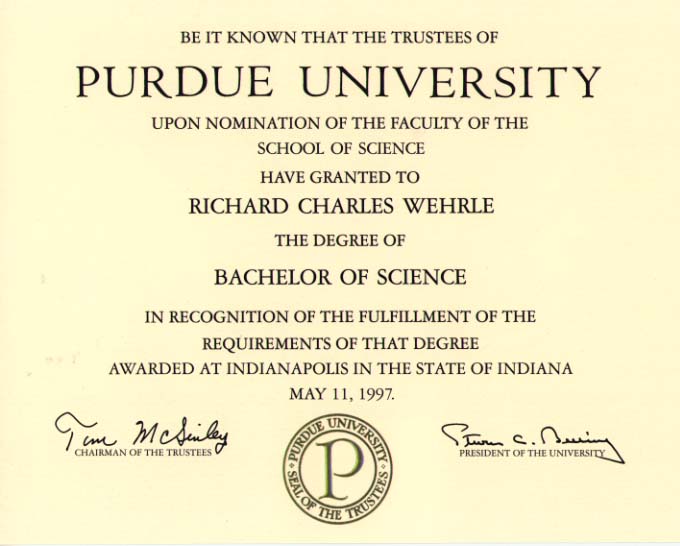 BE IT KNOWN THAT THE TRUSTEES OF
PURDUE UNIVERSITY
UPON NOMINATION OF THE FACULTY OF THE
SCHOOL OF SCIENCE
HAVE GRANTED TO
RICHARD CHARLES WEHRLE
THE DEGREE OF
BACHELOR OF SCIENCE
IN RECOGNITION OF THE FULFILLMENT OF THE
REQUIREMENTS OF THAT DEGREE
AWARDED AT INDIANAPOLIS IN THE STATE OF INDIANA
MAY 11, 1997.
Tim McGinley
CHAIRMAN OF THE TRUSTEES
PURDUE UNIVERSITY
P
SEAL OF THE TRUSTEES
Steven C. Beering
PRESIDENT OF THE UNIVERSITY